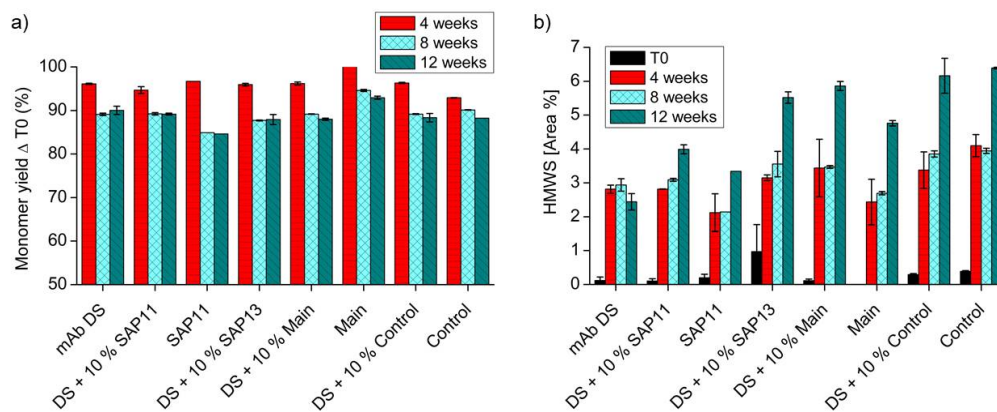 a)
4 weeks
8 weeks
12 weeks
Monomer yield Δ T0 (%)
100
90
80
70
60
50
mAb DS
DS + 10 % SAP11
SAP11
DS + 10 % SAP13
DS + 10 % Main
Main
DS + 10 % Control
Control
b)
T0
4 weeks
8 weeks
12 weeks
HMWS [Area %]
7
6
5
4
3
2
1
0
mAb DS
DS + 10 % SAP11
SAP11
DS + 10 % SAP13
DS + 10 % Main
Main
DS + 10 % Control
Control